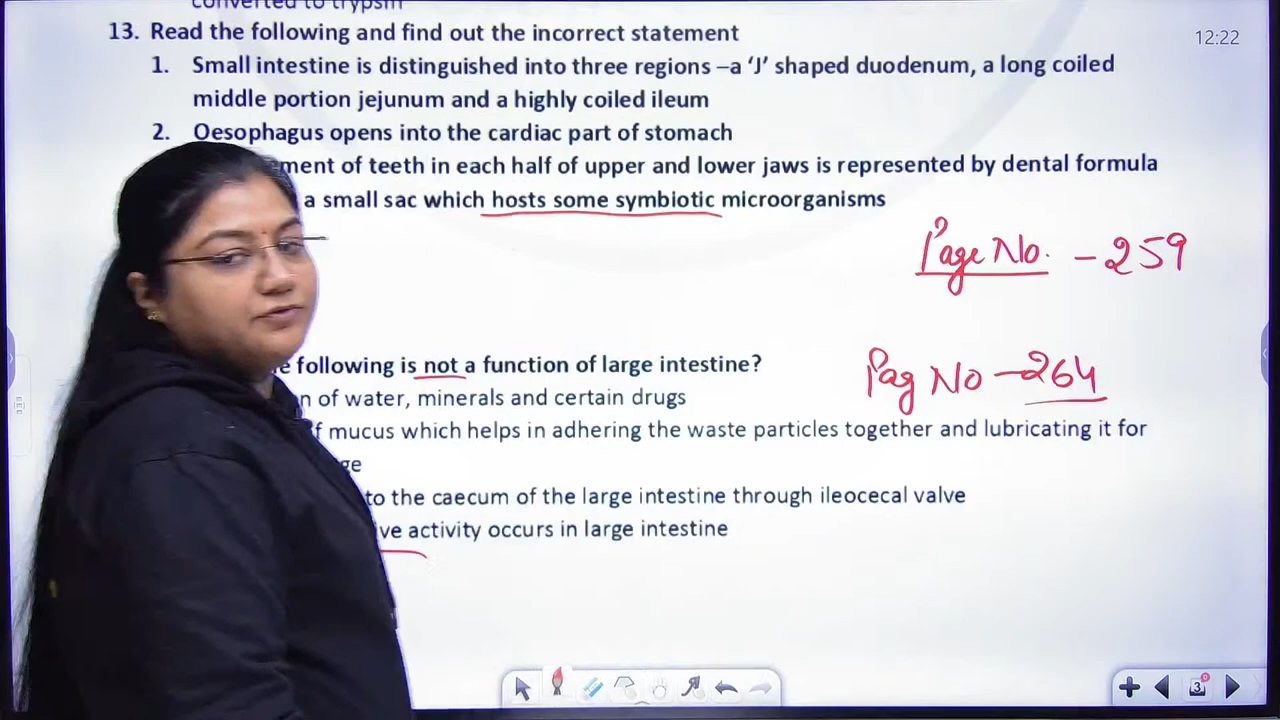 converted to trypsin
12:22
13. Read the following and find out the incorrect statement
1. Small intestine is distinguished into three regions –a ‘J’ shaped duodenum, a long coiled
middle portion jejunum and a highly coiled ileum
2. Oesophagus opens into the cardiac part of stomach
of teeth in each half of upper and lower jaws is represented by dental formula
a small sac which hosts some symbiotic microorganisms
Page No. - 259
following is not a function of large intestine?
Pag No - 264
of water, minerals and certain drugs
mucus which helps in adhering the waste particles together and lubricating it for
to the caecum of the large intestine through ileocecal valve
activity occurs in large intestine
3